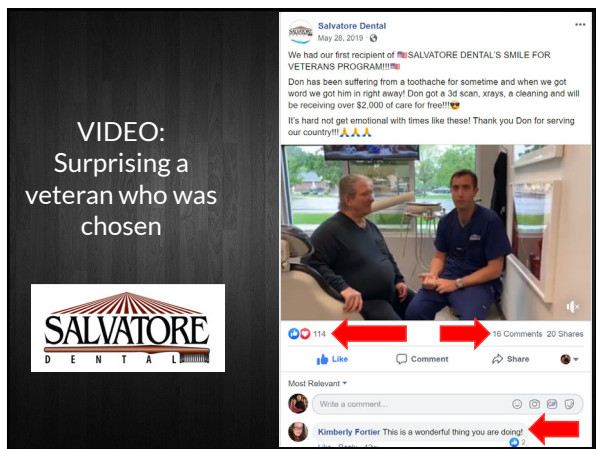 VIDEO:
Surprising a
veteran who was
chosen
SALVATORE
DENTAL
Salvatore Dental
May 28, 2019
We had our first recipient of 🇺🇸SALVATORE DENTAL'S SMILE FOR
VETERANS PROGRAM!!!🇺🇸
Don has been suffering from a toothache for sometime and when we got
word we got him in right away! Don got a 3d scan, xrays, a cleaning and will
be receiving over $2,000 of care for free!!!😎
It's hard not get emotional with times like these! Thank you Don for serving
our country!!!🙏🙏🙏
114
16 Comments 20 Shares
Like Comment Share
Most Relevant
Write a comment...
GIF
Kimberly Fortier This is a wonderful thing you are doing!
2